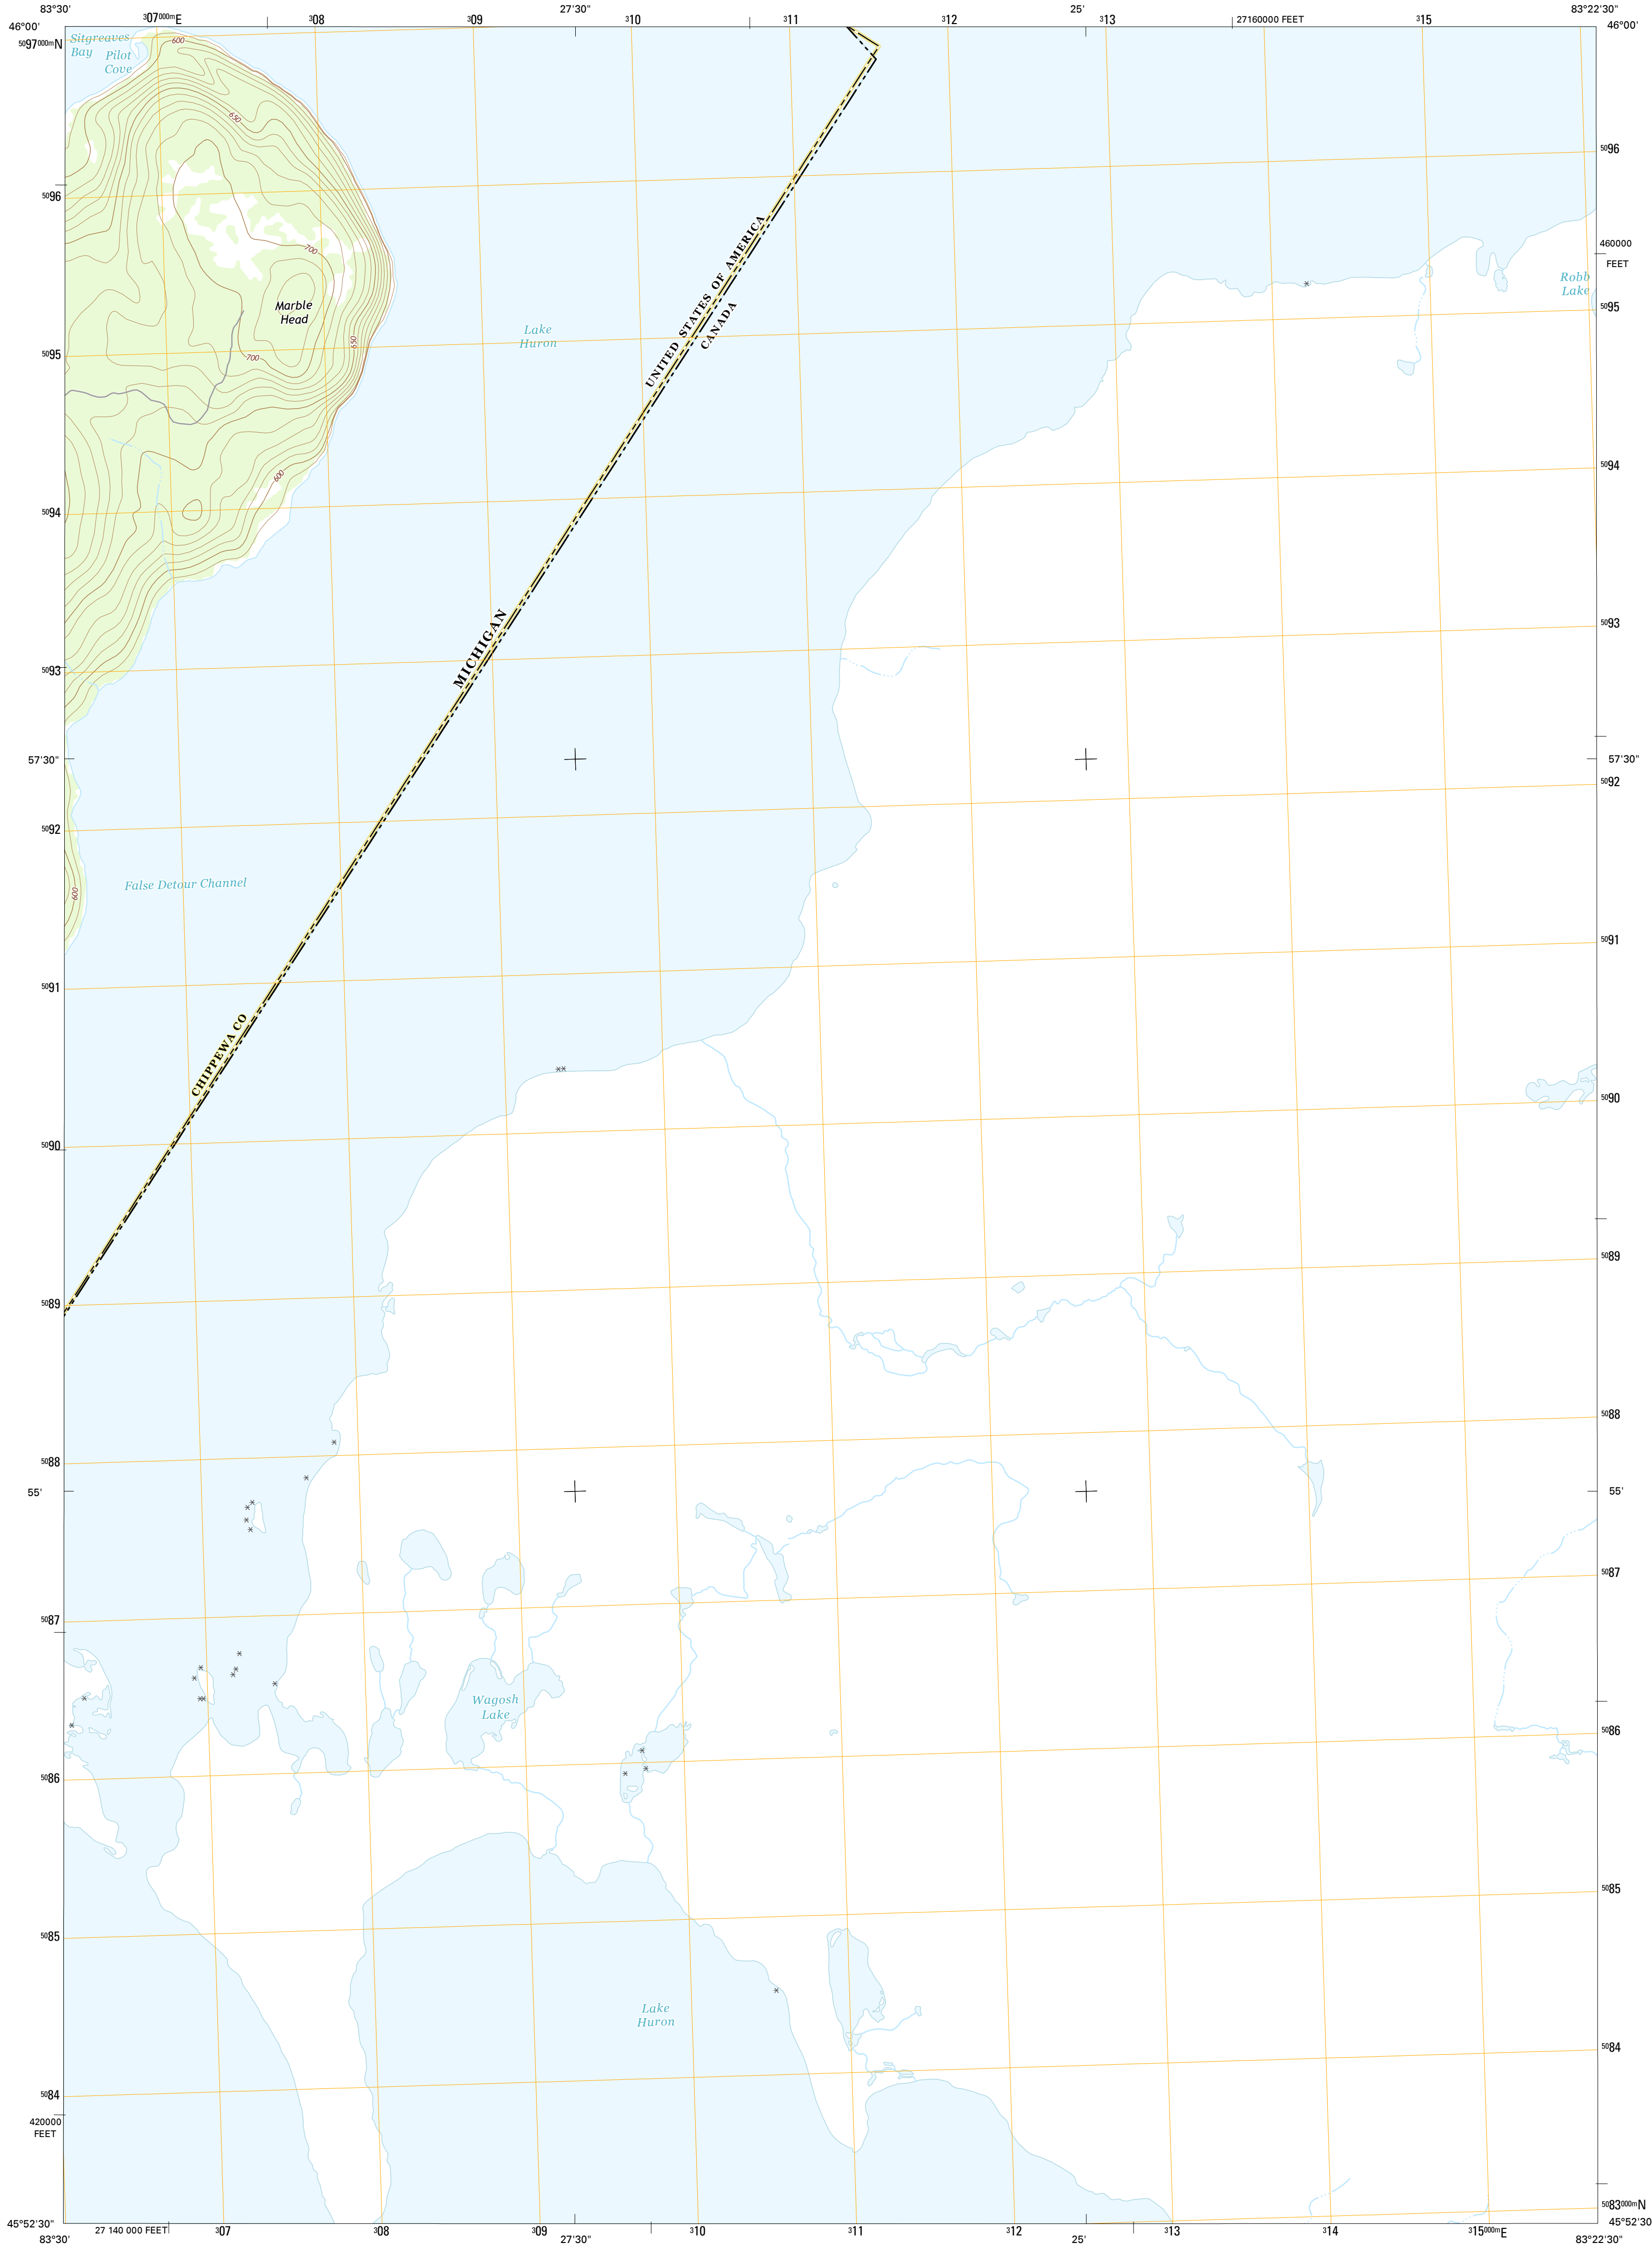 83°30'
³07⁰⁰⁰ᵐE
³08
³09
27'30"
³10
³11
³12
25'
³13
27160000 FEET
³15
83°22'30"
46°00'
46°00'
⁵⁰97⁰⁰⁰ᵐN
Sitgreaves
Bay
Pilot
Cove
600
650
⁵⁰96
⁵⁰96
700
UNITED STATES OF AMERICA
CANADA
460000
FEET
Robb
Lake
Marble
Head
⁵⁰95
Lake
Huron
650
700
⁵⁰95
600
⁵⁰94
⁵⁰94
MICHIGAN
⁵⁰93
⁵⁰93
57'30"
57'30"
⁵⁰92
⁵⁰92
False Detour Channel
600
⁵⁰91
⁵⁰91
CHIPPEWA CO
⁵⁰90
⁵⁰90
⁵⁰89
⁵⁰89
⁵⁰88
⁵⁰88
55'
55'
⁵⁰87
⁵⁰87
Wagosh
Lake
⁵⁰86
⁵⁰86
⁵⁰85
⁵⁰85
Lake
Huron
⁵⁰84
⁵⁰84
420000
FEET
⁵⁰83⁰⁰⁰ᵐN
45°52'30"
45°52'30
83°30'
27 140 000 FEET
³07
³08
³09
27'30"
³10
³11
³12
25'
³13
³14
³15⁰⁰⁰ᵐE
83°22'30"